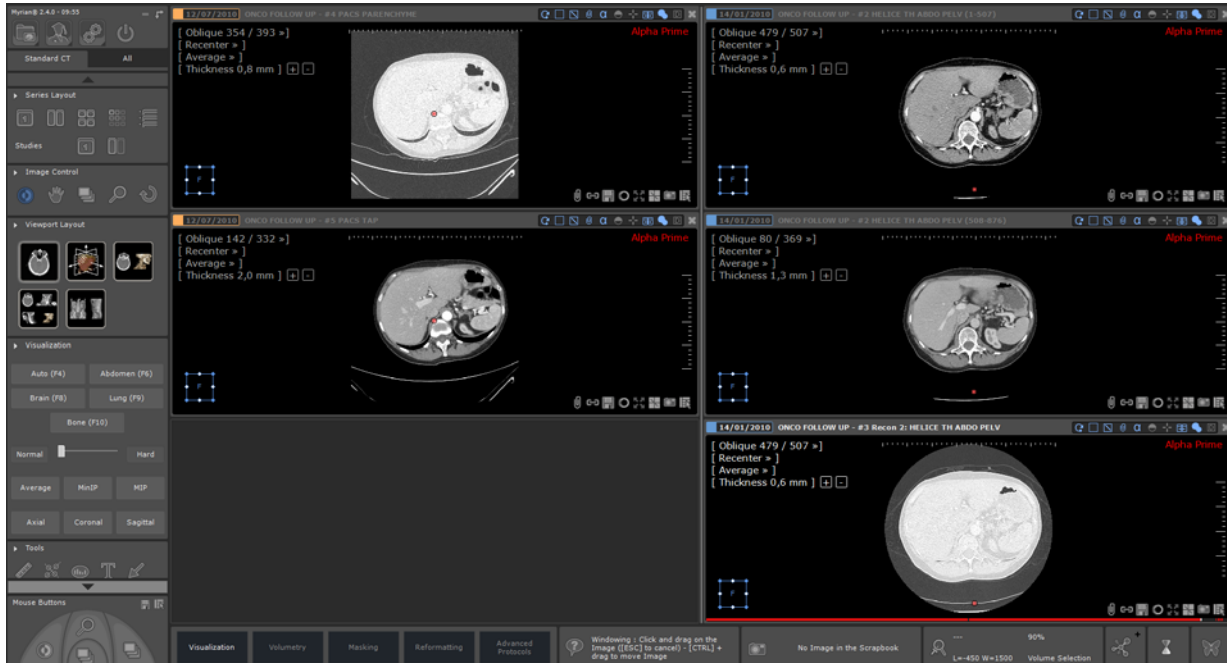 Myrian® 2.4.0 - 09:55
Standard CT
All
Series Layout
Studies
Image Control
Viewport Layout
Visualization
Auto (F4)
Abdomen (F6)
Brain (F8)
Lung (F9)
Bone (F10)
Normal
Hard
Average
MinIP
MIP
Axial
Coronal
Sagittal
Tools
Mouse Buttons
12/07/2010 ONCO FOLLOW UP - #4 PACS PARENCHYME
[ Oblique 354 / 393 »]
[ Recenter » ]
[ Average » ]
[ Thickness 0,8 mm ] + -
Alpha Prime
F
14/01/2010 ONCO FOLLOW UP - #2 HELICE TH ABDO PELV (1-507)
[ Oblique 479 / 507 »]
[ Recenter » ]
[ Average » ]
[ Thickness 0,6 mm ] + -
Alpha Prime
F
12/07/2010 ONCO FOLLOW UP - #5 PACS TAP
[ Oblique 142 / 332 »]
[ Recenter » ]
[ Average » ]
[ Thickness 2,0 mm ] + -
Alpha Prime
F
14/01/2010 ONCO FOLLOW UP - #2 HELICE TH ABDO PELV (508-876)
[ Oblique 80 / 369 »]
[ Recenter » ]
[ Average » ]
[ Thickness 1,3 mm ] + -
Alpha Prime
F
14/01/2010 ONCO FOLLOW UP - #3 Recon 2: HELICE TH ABDO PELV
[ Oblique 479 / 507 »]
[ Recenter » ]
[ Average » ]
[ Thickness 0,6 mm ] + -
Alpha Prime
F
Visualization
Volumetry
Masking
Reformatting
Advanced
Protocols
Windowing : Click and drag on the
Image ([ESC] to cancel) - [CTRL] +
drag to move Image
No Image in the Scrapbook
---
90%
L=-450 W=1500
Volume Selection